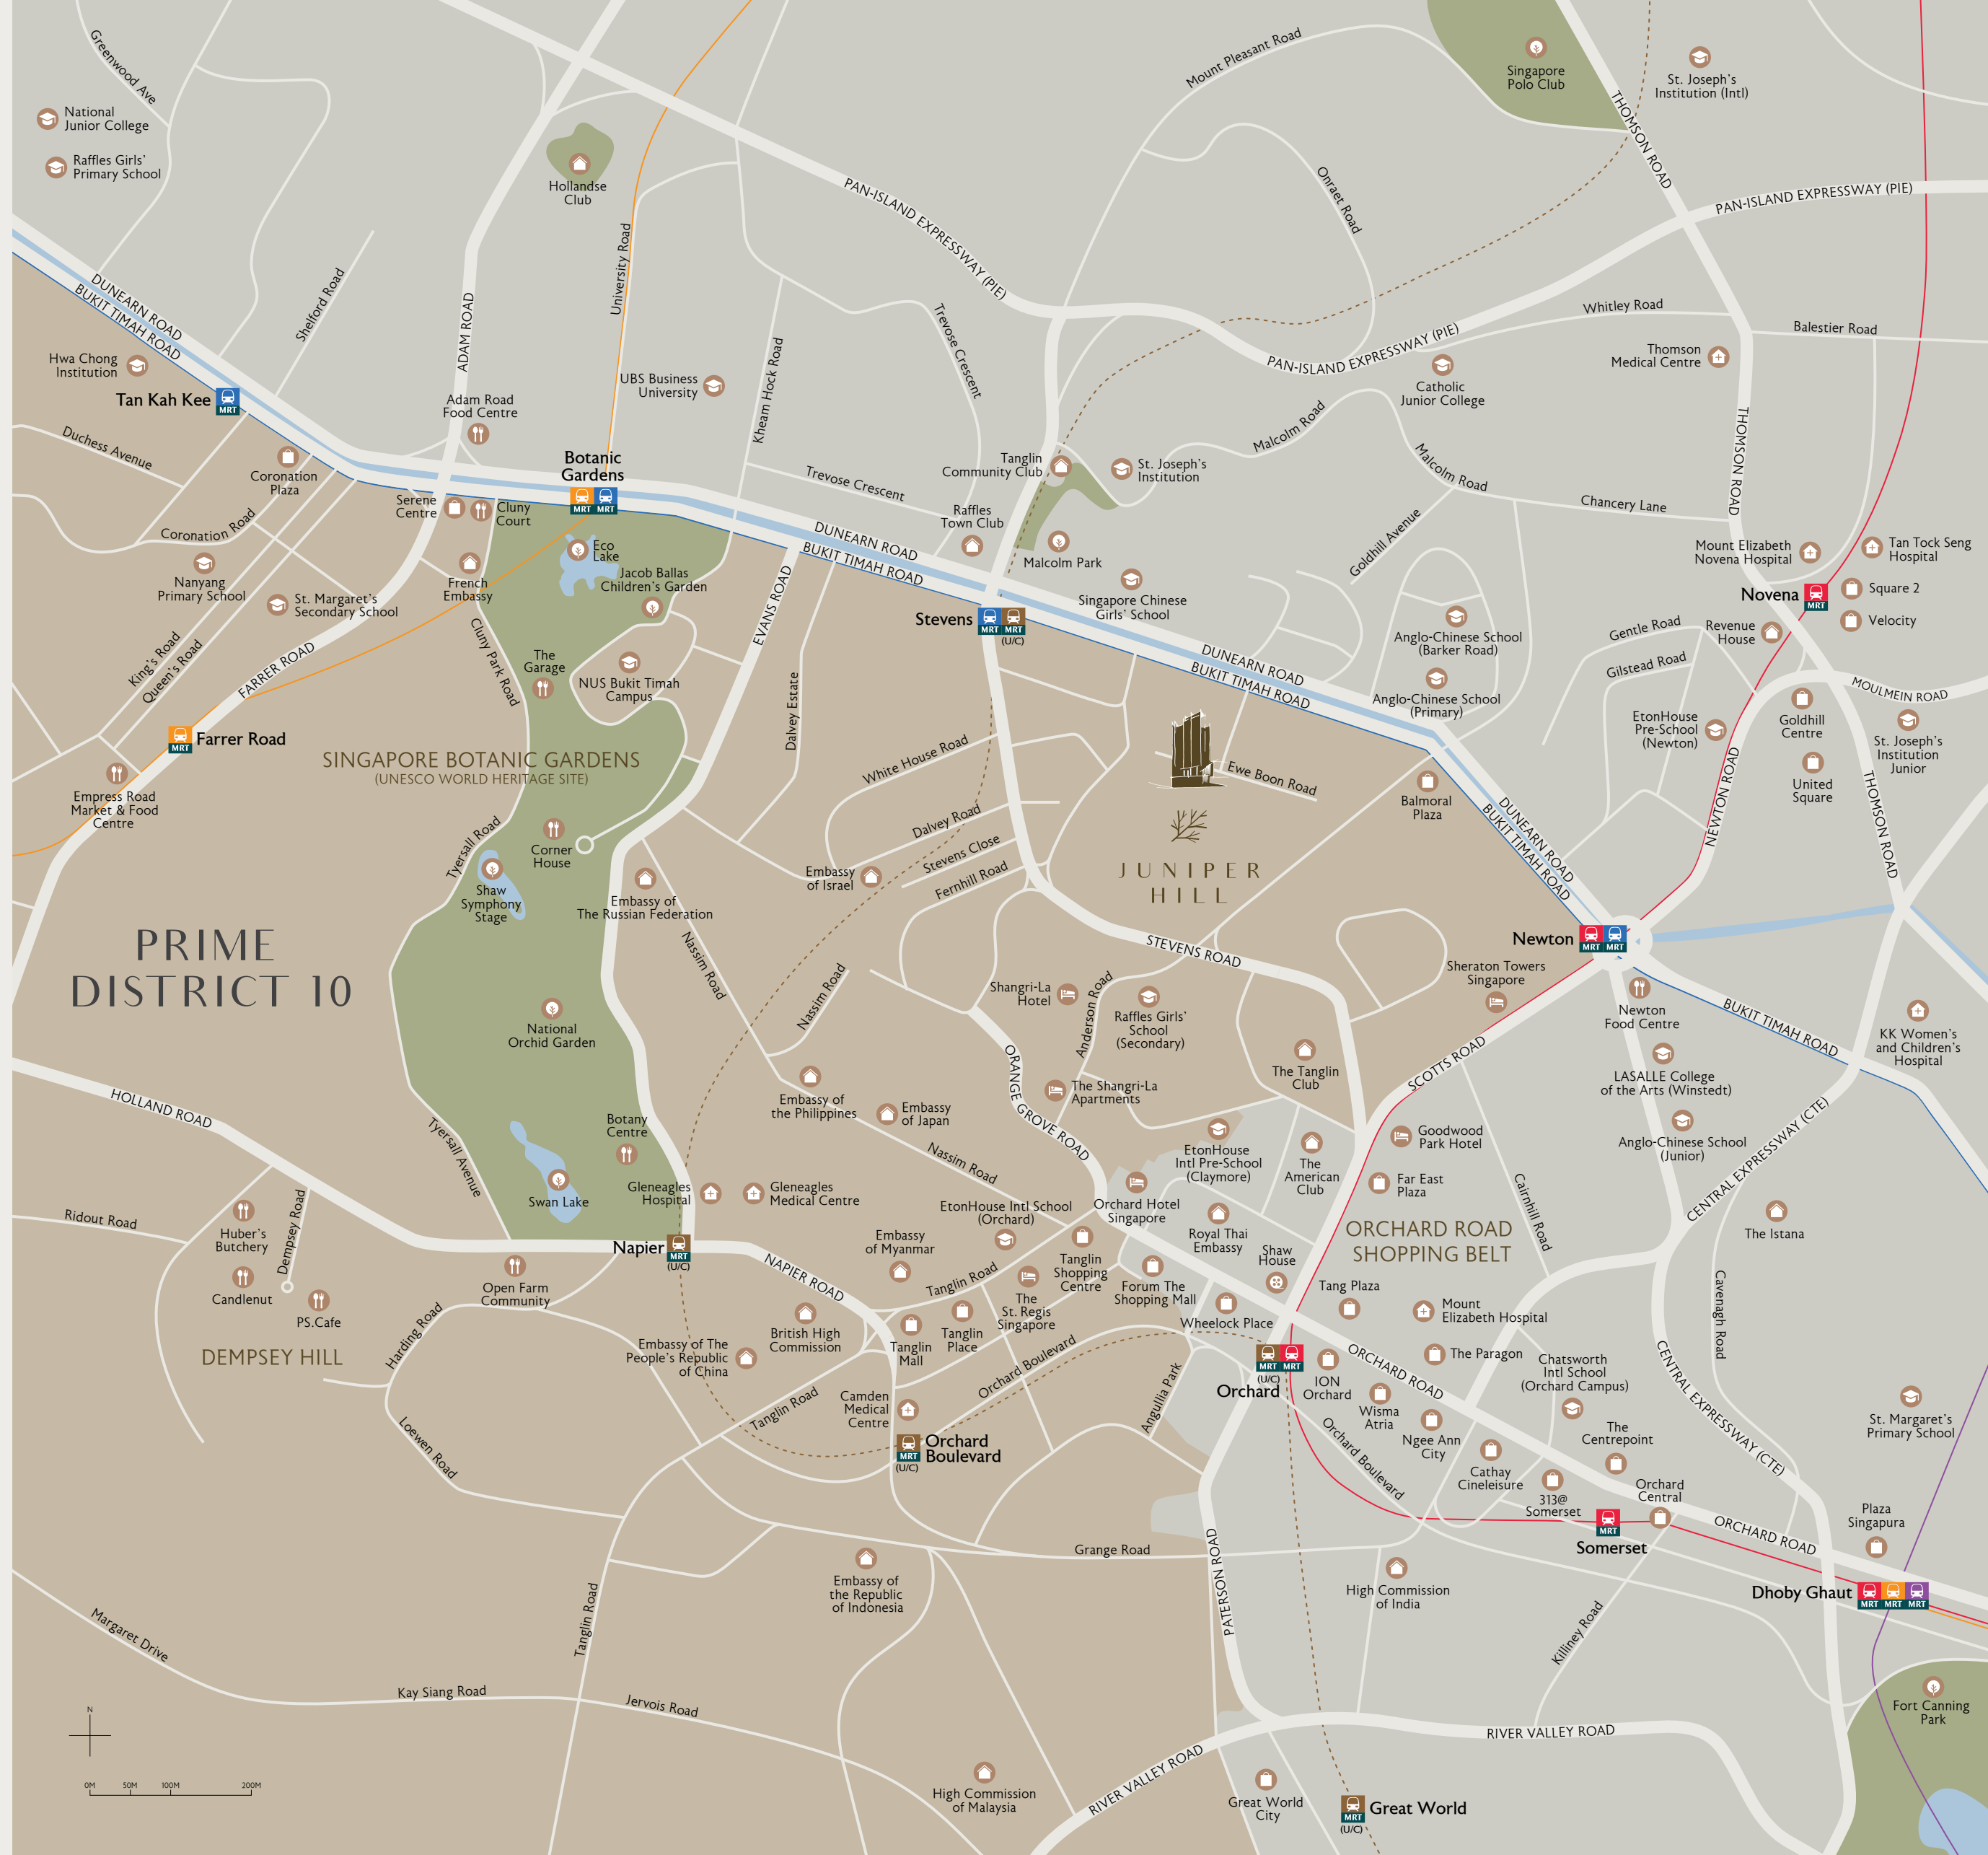 Greenwood Ave
National
Junior College
Raffles Girls’
Primary School
Hollandse
Club
Mount Pleasant Road
Singapore
Polo Club
St. Joseph’s
Institution (Intl)
THOMSON ROAD
PAN-ISLAND EXPRESSWAY (PIE)
PAN-ISLAND EXPRESSWAY (PIE)
Onraet Road
University Road
DUNEARN ROAD
BUKIT TIMAH ROAD
Shelford Road
ADAM ROAD
Hwa Chong
Institution
Tan Kah Kee
MRT
Adam Road
Food Centre
UBS Business
University
Kheam Hock Road
Trevose Crescent
PAN-ISLAND EXPRESSWAY (PIE)
Whitley Road
Balestier Road
Thomson
Medical Centre
Catholic
Junior College
Malcolm Road
Malcolm Road
THOMSON ROAD
Duchess Avenue
Coronation
Plaza
Botanic
Gardens
MRT MRT
Serene
Centre
Cluny
Court
Trevose Crescent
Tanglin
Community Club
St. Joseph’s
Institution
Raffles
Town Club
Malcolm Park
Chancery Lane
Goldhill Avenue
Mount Elizabeth
Novena Hospital
Tan Tock Seng
Hospital
Coronation Road
Nanyang
Primary School
St. Margaret’s
Secondary School
French
Embassy
Eco
Lake
Jacob Ballas
Children’s Garden
DUNEARN ROAD
BUKIT TIMAH ROAD
EVANS ROAD
Singapore Chinese
Girls’ School
Stevens
MRT MRT
(U/C)
Novena
MRT
Square 2
Velocity
Revenue
House
Gentle Road
Gilstead Road
Anglo-Chinese School
(Barker Road)
Anglo-Chinese School
(Primary)
King’s Road
Queen’s Road
FARRER ROAD
Cluny Park Road
The
Garage
NUS Bukit Timah
Campus
Dalvey Estate
DUNEARN ROAD
BUKIT TIMAH ROAD
MOULMEIN ROAD
EtonHouse
Pre-School
(Newton)
Goldhill
Centre
St. Joseph’s
Institution
Junior
United
Square
Farrer Road
MRT
SINGAPORE BOTANIC GARDENS
(UNESCO WORLD HERITAGE SITE)
White House Road
Ewe Boon Road
Balmoral
Plaza
NEWTON ROAD
THOMSON ROAD
Empress Road
Market & Food
Centre
Tyersall Road
Corner
House
Dalvey Road
Stevens Close
Fernhill Road
DUNEARN ROAD
BUKIT TIMAH ROAD
JUNIPER
HILL
Shaw
Symphony
Stage
Embassy of
The Russian Federation
Embassy
of Israel
PRIME
DISTRICT 10
Nassim Road
Nassim Road
STEVENS ROAD
Newton
MRT MRT
Sheraton Towers
Singapore
Newton
Food Centre
BUKIT TIMAH ROAD
KK Women’s
and Children’s
Hospital
National
Orchid Garden
Shangri-La
Hotel
Anderson Road
Raffles Girls’
School
(Secondary)
The Tanglin
Club
SCOTTS ROAD
LASALLE College
of the Arts (Winstedt)
HOLLAND ROAD
Tyersall Avenue
Botany
Centre
Embassy of
the Philippines
Embassy
of Japan
ORANGE GROVE ROAD
The Shangri-La
Apartments
Goodwood
Park Hotel
Anglo-Chinese School
(Junior)
CENTRAL EXPRESSWAY (CTE)
EtonHouse
Intl Pre-School
(Claymore)
The
American
Club
Far East
Plaza
Cairnhill Road
Nassim Road
Gleneagles
Hospital
Gleneagles
Medical Centre
Swan Lake
Orchard Hotel
Singapore
Royal Thai
Embassy
ORCHARD ROAD
SHOPPING BELT
The Istana
Ridout Road
Huber’s
Butchery
Dempsey Road
Candlenut
PS.Cafe
DEMPSEY HILL
Open Farm
Community
Harding Road
Napier
MRT
(U/C)
NAPIER ROAD
EtonHouse Intl School
(Orchard)
Embassy
of Myanmar
Tanglin Road
Tanglin
Shopping
Centre
The
St. Regis
Singapore
Forum The
Shopping Mall
Shaw
House
Wheelock Place
Tang Plaza
Mount
Elizabeth Hospital
Cavenagh Road
British High
Commission
Embassy of The
People’s Republic
of China
Tanglin
Mall
Tanglin
Place
Orchard Boulevard
Angullia Park
Orchard
MRT MRT
(U/C)
ION
Orchard
ORCHARD ROAD
The Paragon
Wisma
Atria
Ngee Ann
City
Chatsworth
Intl School
(Orchard Campus)
CENTRAL EXPRESSWAY (CTE)
Loewen Road
Tanglin Road
Camden
Medical
Centre
Orchard
Boulevard
MRT
(U/C)
Orchard Boulevard
Cathay
Cineleisure
The
Centrepoint
313@
Somerset
Orchard
Central
St. Margaret’s
Primary School
Somerset
MRT
ORCHARD ROAD
Plaza
Singapura
Dhoby Ghaut
MRT MRT MRT
Grange Road
Embassy of
the Republic
of Indonesia
PATERSON ROAD
High Commission
of India
Killiney Road
Margaret Drive
Tanglin Road
Kay Siang Road
Jervois Road
Fort Canning
Park
RIVER VALLEY ROAD
RIVER VALLEY ROAD
High Commission
of Malaysia
Great World
City
Great World
MRT
(U/C)
N
0M 50M 100M 200M